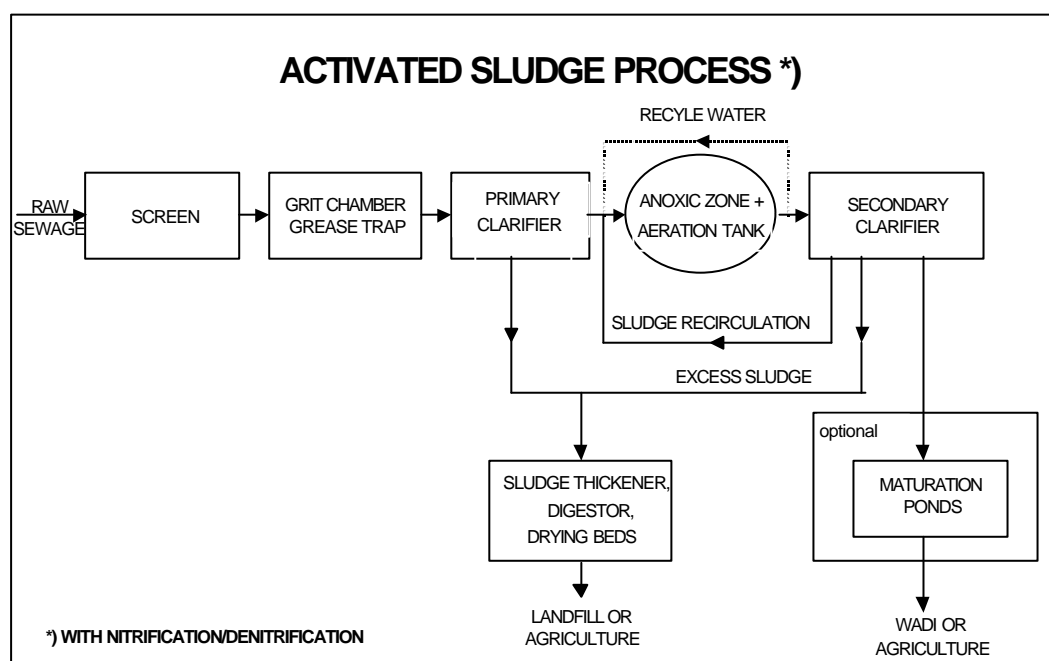 ACTIVATED SLUDGE PROCESS *)
RECYLE WATER
RAW
SEWAGE
SCREEN
GRIT CHAMBER
GREASE TRAP
PRIMARY
CLARIFIER
ANOXIC ZONE +
AERATION TANK
SECONDARY
CLARIFIER
SLUDGE RECIRCULATION
EXCESS SLUDGE
optional
SLUDGE THICKENER,
DIGESTOR,
DRYING BEDS
MATURATION
PONDS
LANDFILL OR
AGRICULTURE
WADI OR
AGRICULTURE
*) WITH NITRIFICATION/DENITRIFICATION